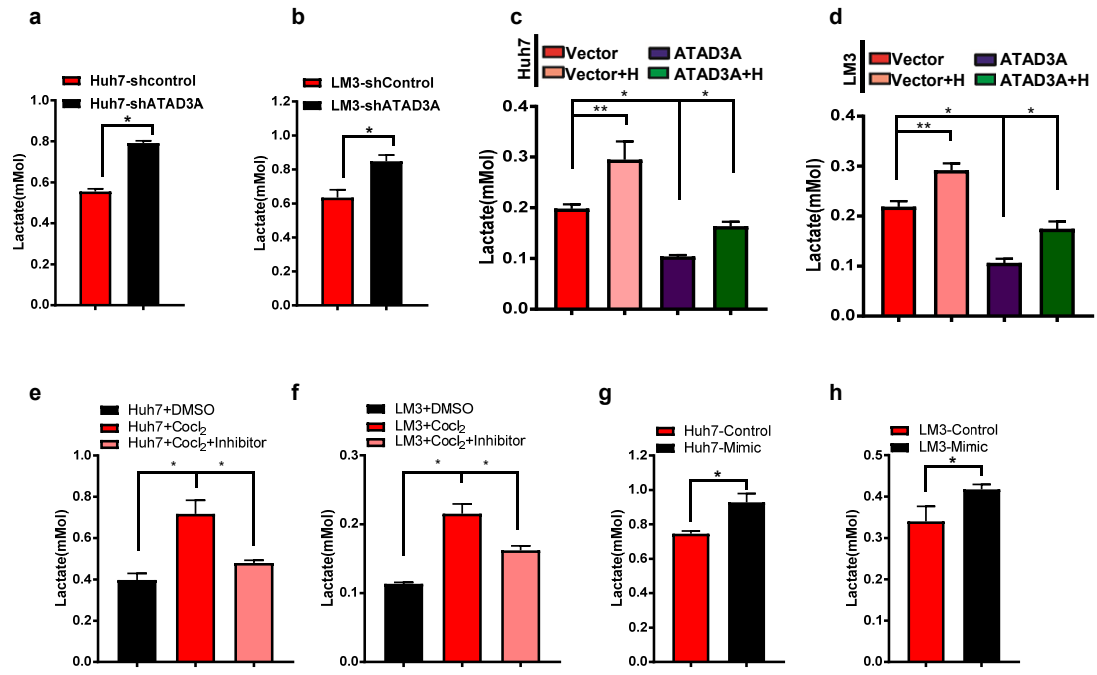 a
Huh7-shcontrol
Huh7-shATAD3A
Lactate(mMol)
1.0
0.8
0.6
0.4
0.2
0.0
*
b
LM3-shControl
LM3-shATAD3A
Lactate(mMol)
1.2
1.0
0.8
0.6
0.4
0.2
0.0
*
c
Huh7
Vector ATAD3A
Vector+H ATAD3A+H
Lactate(mMol)
0.4
0.3
0.2
0.1
0.0
* *
**
d
LM3
Vector ATAD3A
Vector+H ATAD3A+H
Lactate(mMol)
0.4
0.3
0.2
0.1
0.0
* *
**
e
Huh7+DMSO
Huh7+Cocl₂
Huh7+Cocl₂+Inhibitor
Lactate(mMol)
1.0
0.8
0.6
0.4
0.2
0.0
* *
f
LM3+DMSO
LM3+Cocl₂
LM3+Cocl₂+Inhibitor
Lactate(mMol)
0.3
0.2
0.1
0.0
* *
g
Huh7-Control
Huh7-Mimic
Lactate(mMol)
1.2
1.0
0.8
0.6
0.4
0.2
0.0
*
h
LM3-Control
LM3-Mimic
Lactate(mMol)
0.5
0.4
0.3
0.2
0.1
0.0
*